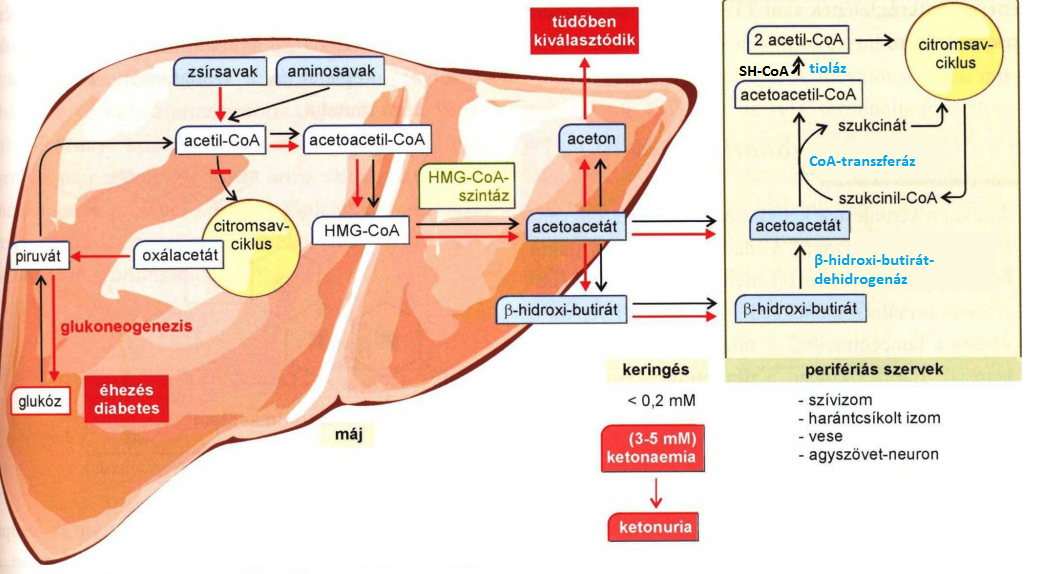 tüdőben
kiválasztódik
zsírsavak
aminosavak
acetil-CoA
acetoacetil-CoA
aceton
HMG-CoA-
szintáz
citromsav-
ciklus
HMG-CoA
acetoacetát
piruvát
oxálacetát
β-hidroxi-butirát
glukoneogenezis
glukóz
éhezés
diabetes
máj
2 acetil-CoA
citromsav-
ciklus
SH-CoA
tioláz
acetoacetil-CoA
szukcinát
CoA-transzferáz
szukcinil-CoA
acetoacetát
β-hidroxi-butirát-
dehidrogenáz
β-hidroxi-butirát
keringés
< 0,2 mM
(3-5 mM)
ketonaemia
ketonuria
perifériás szervek
- szívizom
- harántcsíkolt izom
- vese
- agyszövet-neuron